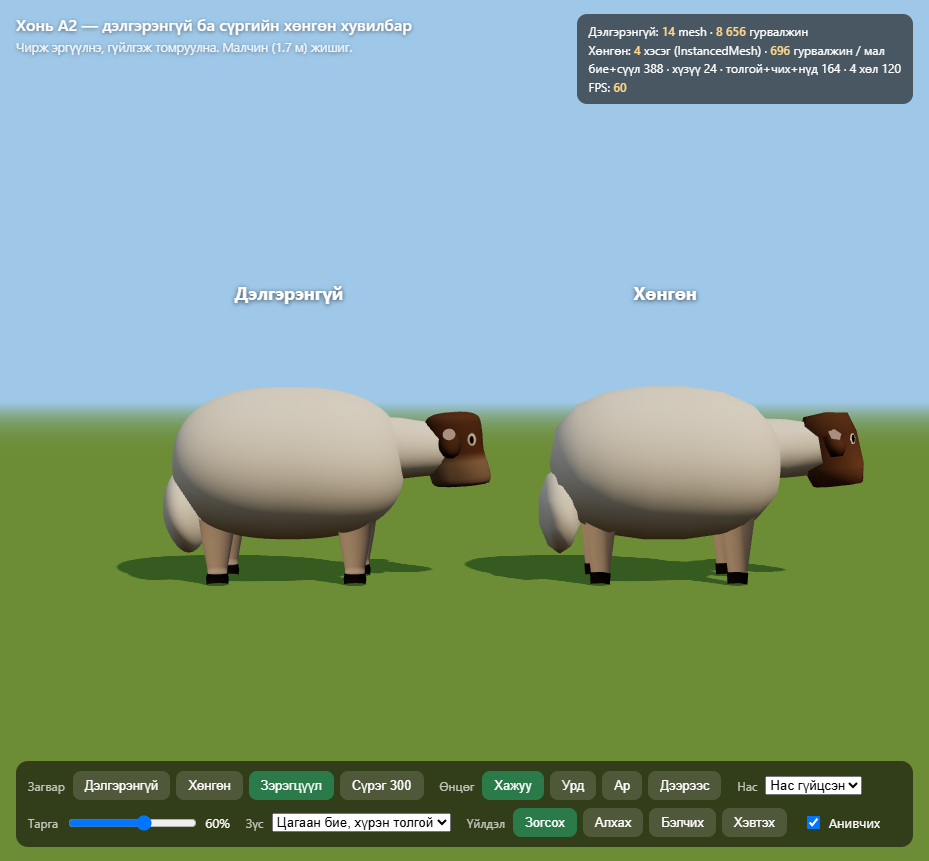 Хонь A2 — дэлгэрэнгүй ба сүргийн хөнгөн хувилбар
Чирж эргүүлнэ, гүйлгэж томруулна. Малчин (1.7 м) жишиг.
Дэлгэрэнгүй: 14 mesh · 8 656 гурвалжин
Хөнгөн: 4 хэсэг (InstancedMesh) · 696 гурвалжин / мал
бие+сүүл 388 · хүзүү 24 · толгой+чих+нүд 164 · 4 хөл 120
FPS: 60
Дэлгэрэнгүй
Хөнгөн
Загвар Дэлгэрэнгүй Хөнгөн Зэрэгцүүл Сүрэг 300 Өнцөг Хажуу Урд Ар Дээрээс Нас Нас гүйцсэн
Тарга 60% Зүс Цагаан бие, хүрэн толгой Үйлдэл Зогсох Алхах Бэлчих Хэвтэх Анивчих